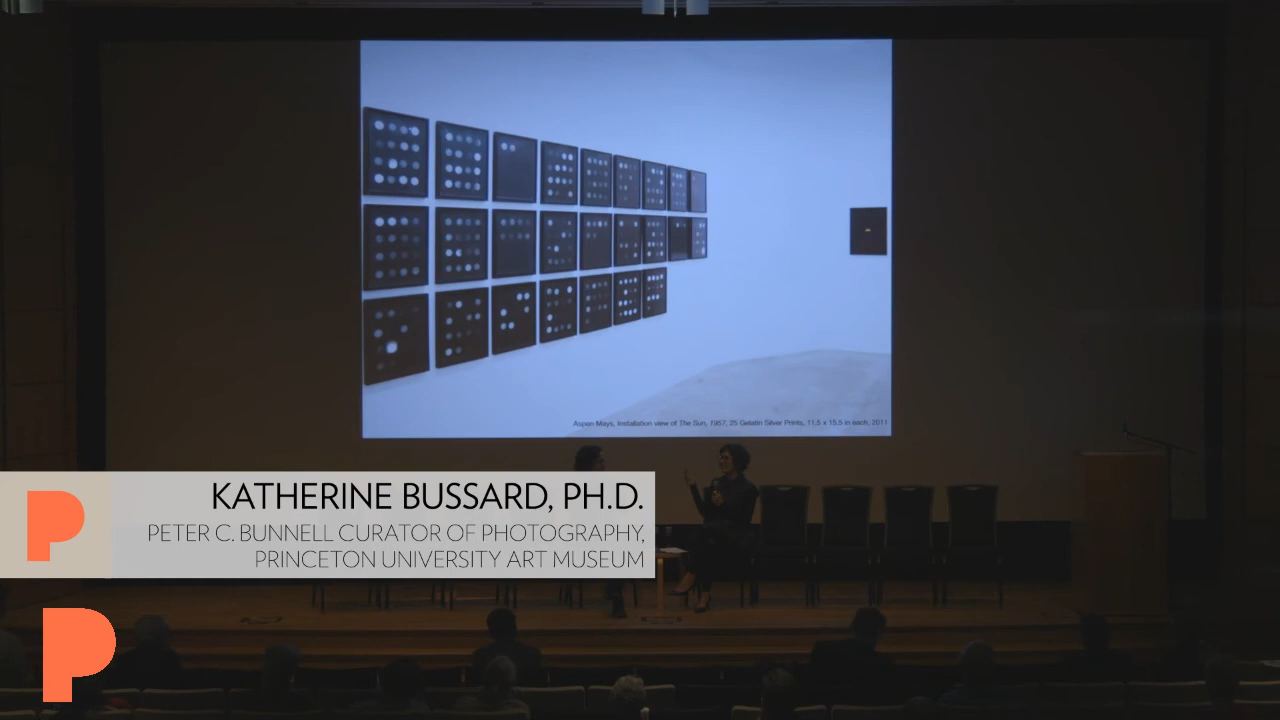 Aspen Mays, Installation view of The Sun, 1957, 25 Gelatin Silver Prints, 11.5 x 15.5 in each, 2011
KATHERINE BUSSARD, PH.D.
PETER C. BUNNELL CURATOR OF PHOTOGRAPHY,
PRINCETON UNIVERSITY ART MUSEUM
P
P